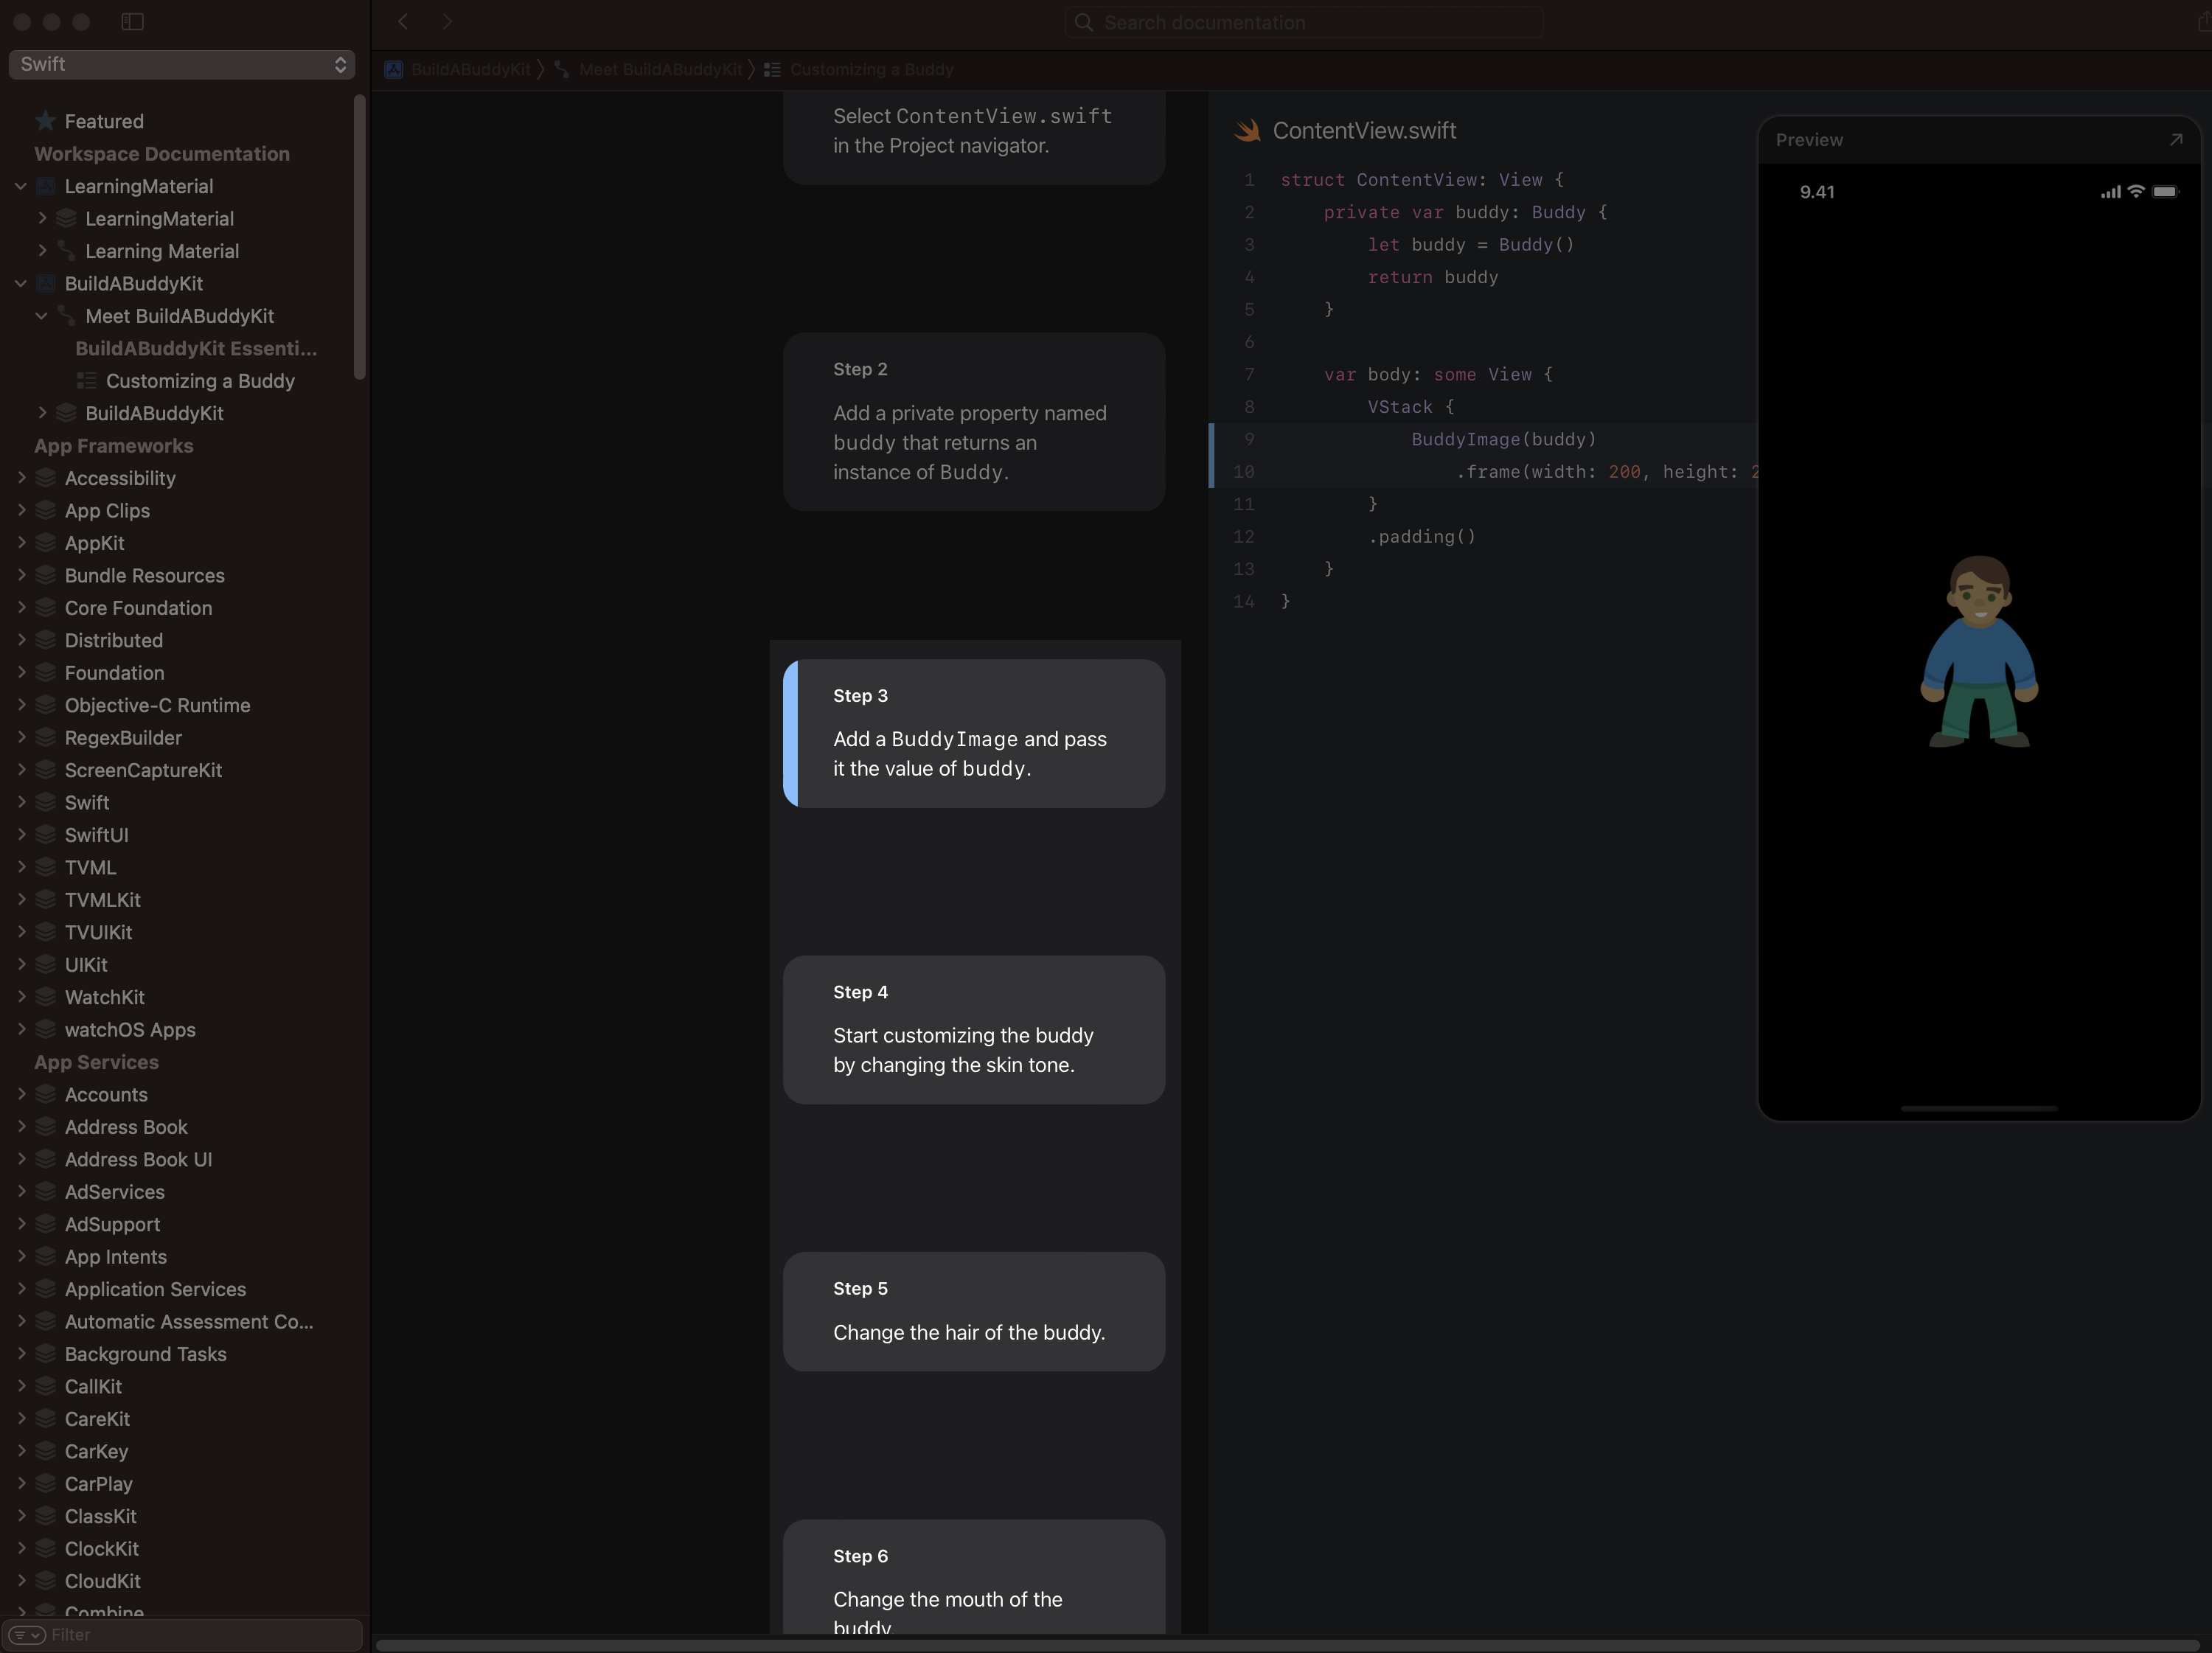 Search documentation
Swift
Featured
Workspace Documentation
LearningMaterial
LearningMaterial
Learning Material
BuildABuddyKit
Meet BuildABuddyKit
BuildABuddyKit Essenti...
Customizing a Buddy
BuildABuddyKit
App Frameworks
Accessibility
App Clips
AppKit
Bundle Resources
Core Foundation
Distributed
Foundation
Objective-C Runtime
RegexBuilder
ScreenCaptureKit
Swift
SwiftUI
TVML
TVMLKit
TVUIKit
UIKit
WatchKit
watchOS Apps
App Services
Accounts
Address Book
Address Book UI
AdServices
AdSupport
App Intents
Application Services
Automatic Assessment Co...
Background Tasks
CallKit
CareKit
CarKey
CarPlay
ClassKit
ClockKit
CloudKit
Combine
Filter
BuildABuddyKit Meet BuildABuddyKit Customizing a Buddy
Select ContentView.swift
in the Project navigator.
Step 2
Add a private property named
buddy that returns an
instance of Buddy.
Step 3
Add a BuddyImage and pass
it the value of buddy.
Step 4
Start customizing the buddy
by changing the skin tone.
Step 5
Change the hair of the buddy.
Step 6
Change the mouth of the
buddy
ContentView.swift
1 struct ContentView: View {
2 private var buddy: Buddy {
3 let buddy = Buddy()
4 return buddy
5 }
6
7 var body: some View {
8 VStack {
9 BuddyImage(buddy)
10 .frame(width: 200, height: 2
11 }
12 .padding()
13 }
14 }
Preview
9.41